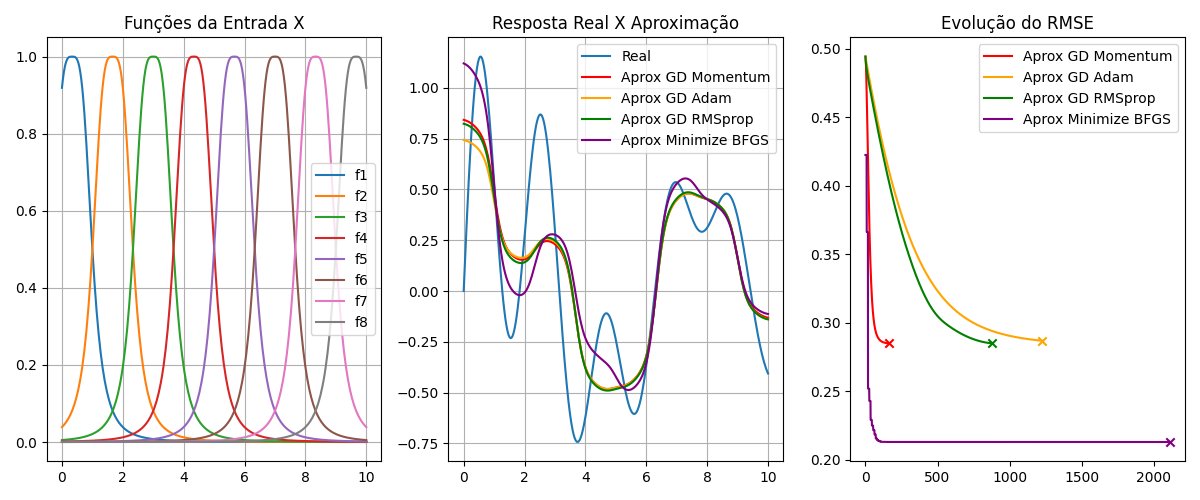 Funções da Entrada X
1.0
0.8
0.6
0.4
0.2
0.0
0 2 4 6 8 10
f1
f2
f3
f4
f5
f6
f7
f8
Resposta Real X Aproximação
1.00
0.75
0.50
0.25
0.00
−0.25
−0.50
−0.75
0 2 4 6 8 10
Real
Aprox GD Momentum
Aprox GD Adam
Aprox GD RMSprop
Aprox Minimize BFGS
Evolução do RMSE
0.50
0.45
0.40
0.35
0.30
0.25
0.20
0 500 1000 1500 2000
Aprox GD Momentum
Aprox GD Adam
Aprox GD RMSprop
Aprox Minimize BFGS